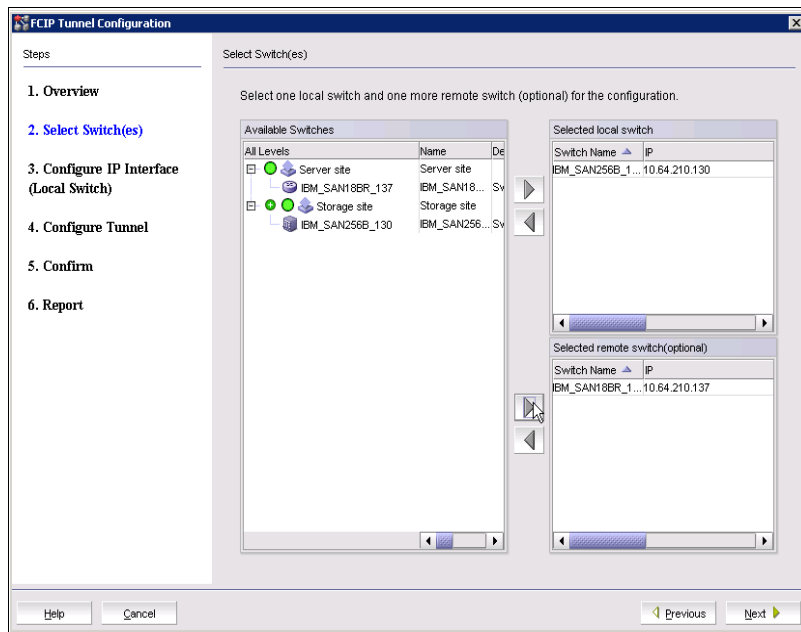 FCIP Tunnel Configuration
Steps
1. Overview
2. Select Switch(es)
3. Configure IP Interface
(Local Switch)
4. Configure Tunnel
5. Confirm
6. Report
Select Switch(es)
Select one local switch and one more remote switch (optional) for the configuration.
Available Switches
All Levels Name De
Server site Server site
IBM_SAN18BR_137 IBM_SAN18... Sv
Storage site Storage site
IBM_SAN256B_130 IBM_SAN256... Sv
Selected local switch
Switch Name IP
IBM_SAN256B_1... 10.64.210.130
Selected remote switch(optional)
Switch Name IP
IBM_SAN18BR_1... 10.64.210.137
Help
Cancel
Previous
Next